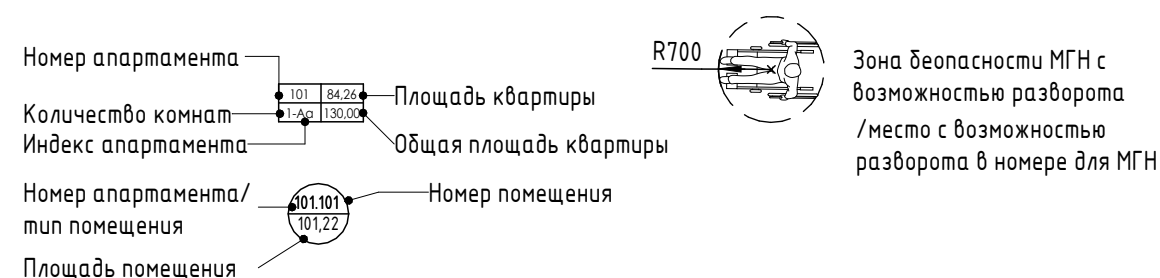 Номер апартамента
101 84,26
Площадь квартиры
Количество комнат
1-Аа 130,00
Индекс апартамента
Общая площадь квартиры
Номер апартамента/
тип помещения
101.101
101,22
Номер помещения
Площадь помещения
R700
Зона беопасности МГН с
возможностью разворота
/место с возможностью
разворота в номере для МГН